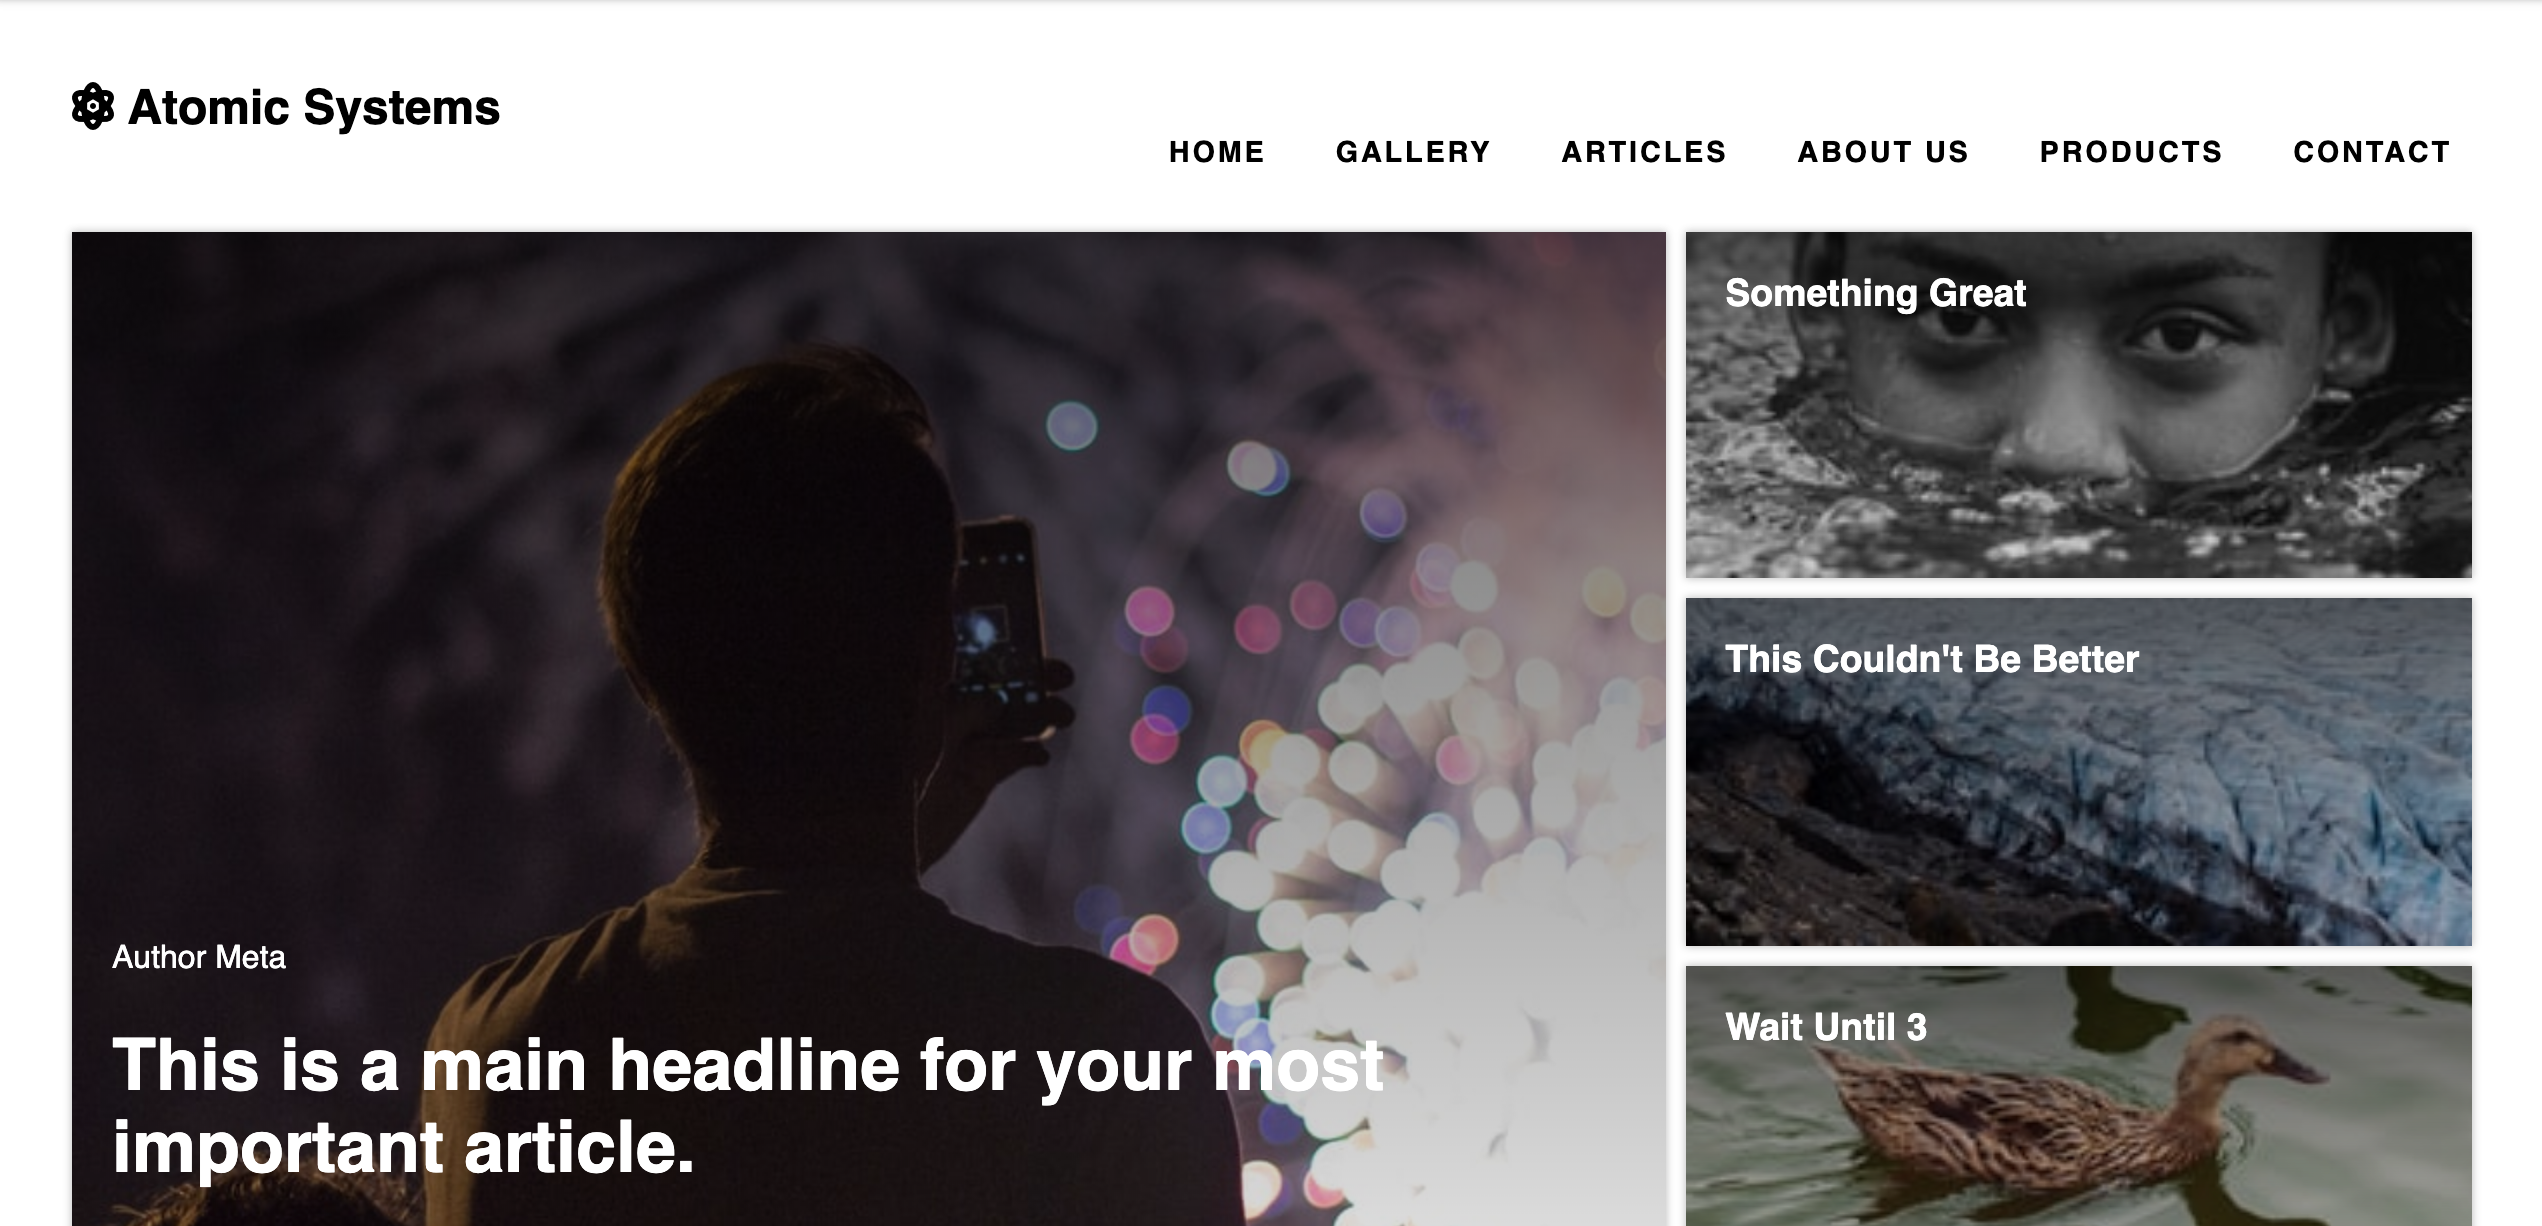 Atomic Systems
HOME GALLERY ARTICLES ABOUT US PRODUCTS CONTACT
Author Meta
This is a main headline for your most
important article.
Something Great
This Couldn't Be Better
Wait Until 3